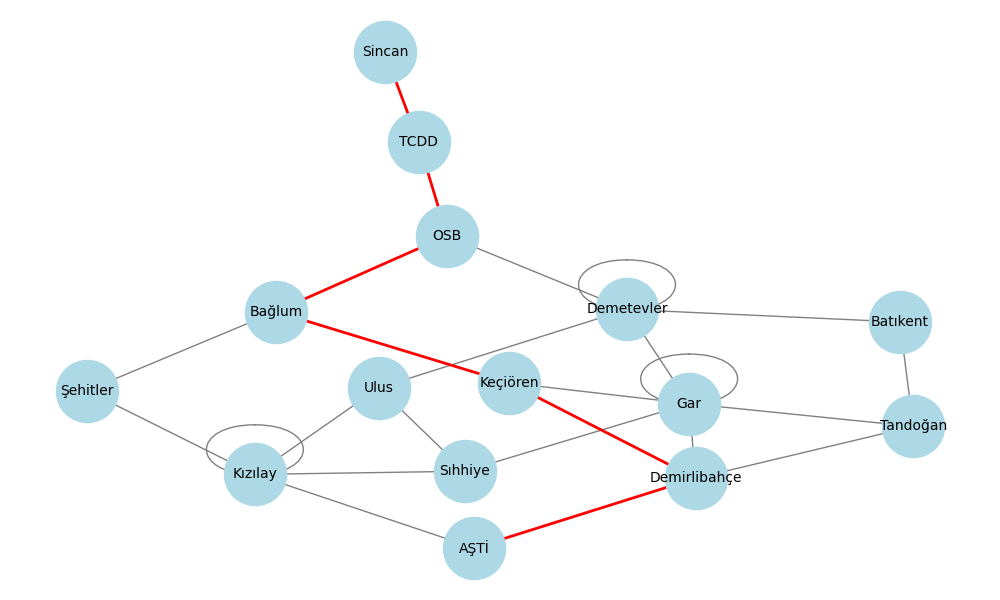 Sincan
TCDD
OSB
Bağlum
Demetevler
Batıkent
Şehitler
Ulus
Keçiören
Gar
Tandoğan
Kızılay
Sıhhiye
Demirlibahçe
AŞTİ